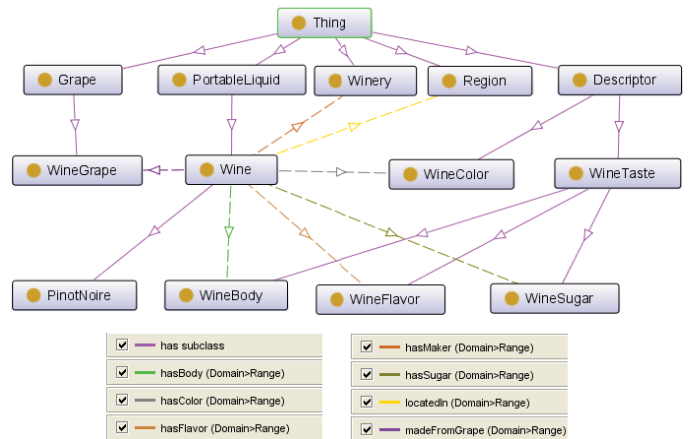 Thing
Grape
PortableLiquid
Winery
Region
Descriptor
WineGrape
Wine
WineColor
WineTaste
PinotNoire
WineBody
WineFlavor
WineSugar
has subclass
hasBody (Domain>Range)
hasColor (Domain>Range)
hasFlavor (Domain>Range)
hasMaker (Domain>Range)
hasSugar (Domain>Range)
locatedIn (Domain>Range)
madeFromGrape (Domain>Range)